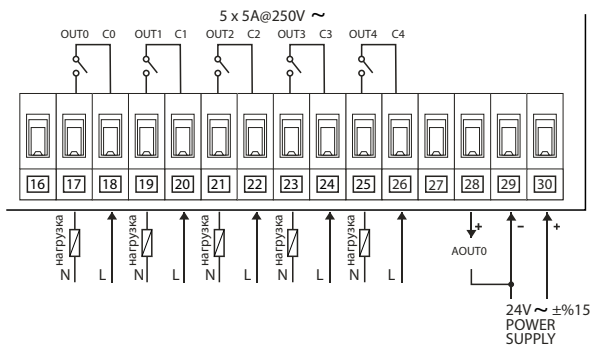 5 x 5A@250V ~
OUT0 C0 OUT1 C1 OUT2 C2 OUT3 C3 OUT4 C4
16 17 18 19 20 21 22 23 24 25 26 27 28 29 30
нагрузка нагрузка нагрузка нагрузка нагрузка
+ – +
AOUT0
N L N L N L N L N L
24V ~ ±%15
POWER
SUPPLY